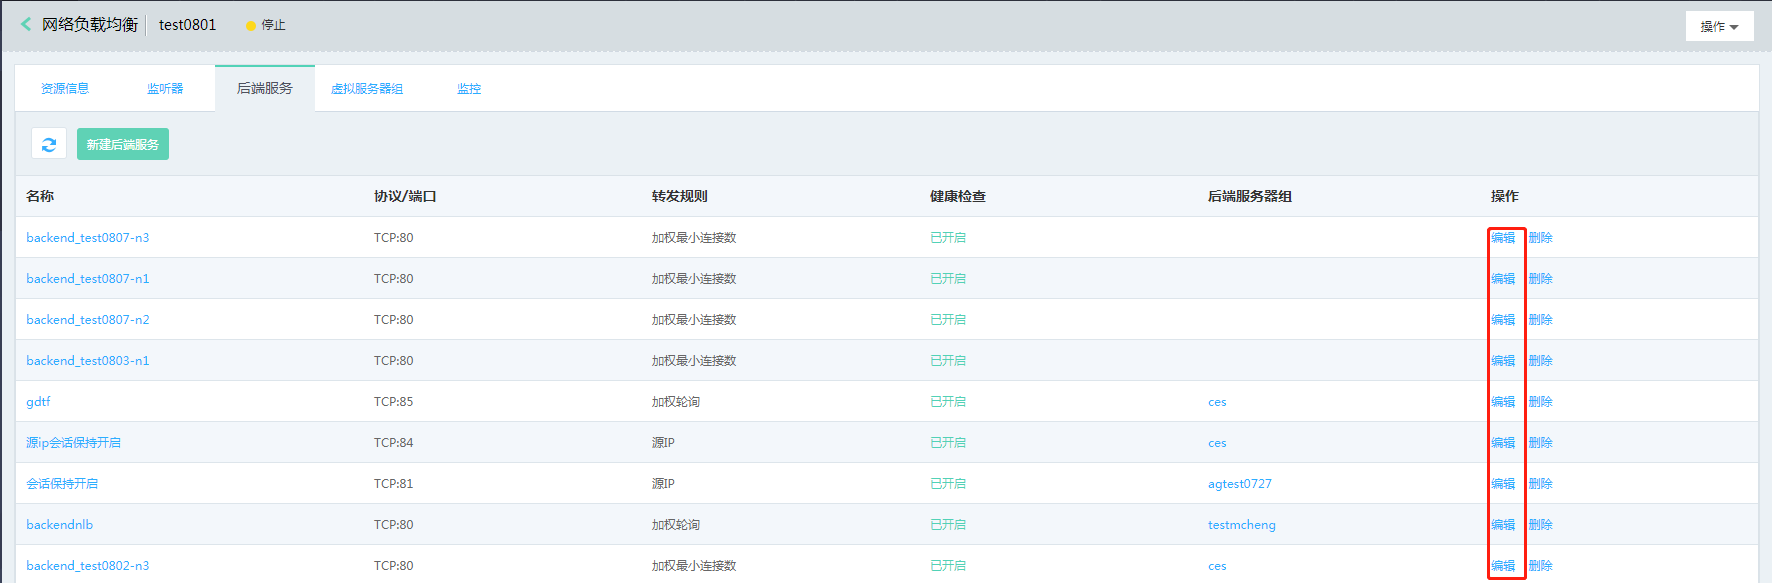 网络负载均衡 test0801 停止 操作
资源信息 监听器 后端服务 虚拟服务器组 监控
新建后端服务
名称 协议/端口 转发规则 健康检查 后端服务器组 操作
backend_test0807-n3 TCP:80 加权最小连接数 已开启 编辑 删除
backend_test0807-n1 TCP:80 加权最小连接数 已开启 编辑 删除
backend_test0807-n2 TCP:80 加权最小连接数 已开启 编辑 删除
backend_test0803-n1 TCP:80 加权最小连接数 已开启 编辑 删除
gdtf TCP:85 加权轮询 已开启 ces 编辑 删除
源ip会话保持开启 TCP:84 源IP 已开启 ces 编辑 删除
会话保持开启 TCP:81 源IP 已开启 agtest0727 编辑 删除
backendnlb TCP:80 加权轮询 已开启 testmcheng 编辑 删除
backend_test0802-n3 TCP:80 加权最小连接数 已开启 ces 编辑 删除